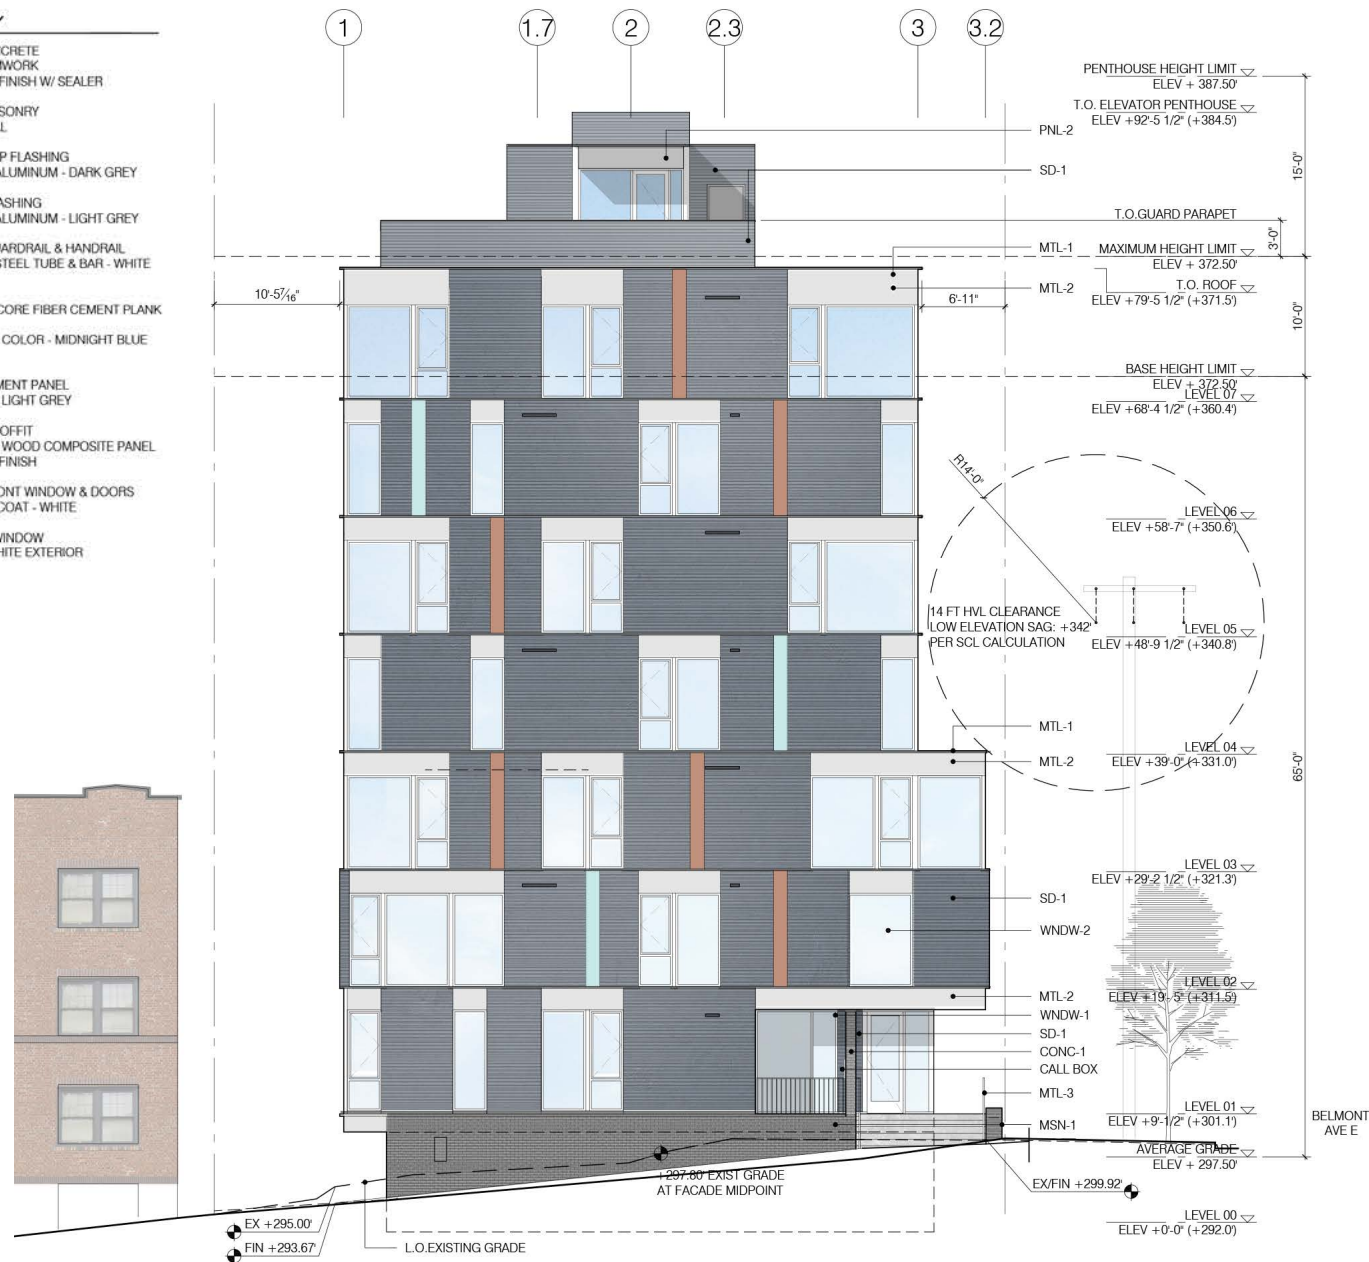 CRETE
WORK
FINISH W/ SEALER
SONRY
L
P FLASHING
ALUMINUM - DARK GREY
ASHING
LUMINUM - LIGHT GREY
UARDRAIL & HANDRAIL
STEEL TUBE & BAR - WHITE
CORE FIBER CEMENT PLANK
COLOR - MIDNIGHT BLUE
MENT PANEL
LIGHT GREY
OFFIT
WOOD COMPOSITE PANEL
FINISH
ONT WINDOW & DOORS
COAT - WHITE
WINDOW
HITE EXTERIOR
1
1.7
2
2.3
3
3.2
PENTHOUSE HEIGHT LIMIT
ELEV + 387.50'
T.O. ELEVATOR PENTHOUSE
ELEV +92'-5 1/2" (+384.5')
PNL-2
SD-1
15'-0"
T.O.GUARD PARAPET
3'-0"
MTL-1
MAXIMUM HEIGHT LIMIT
ELEV + 372.50'
MTL-2
T.O. ROOF
ELEV +79'-5 1/2" (+371.5')
10'-5 7/16"
6'-11"
10'-0"
BASE HEIGHT LIMIT
ELEV + 372.50'
LEVEL 07
ELEV +68'-4 1/2" (+360.4')
R14'-0"
LEVEL 06
ELEV +58'-7" (+350.6')
14 FT HVL CLEARANCE
LOW ELEVATION SAG: +342'
PER SCL CALCULATION
LEVEL 05
ELEV +48'-9 1/2" (+340.8')
MTL-1
MTL-2
LEVEL 04
ELEV +39'-0" (+331.0')
65'-0"
LEVEL 03
ELEV +29'-2 1/2" (+321.3')
SD-1
WNDW-2
MTL-2
LEVEL 02
ELEV +19'- 5" (+311.5')
WNDW-1
SD-1
CONC-1
CALL BOX
MTL-3
MSN-1
LEVEL 01
ELEV +9'-1/2" (+301.1')
BELMONT
AVE E
AVERAGE GRADE
ELEV + 297.50'
+297.80' EXIST GRADE
AT FACADE MIDPOINT
EX/FIN +299.92'
LEVEL 00
ELEV +0'-0" (+292.0')
EX +295.00'
FIN +293.67'
L.O.EXISTING GRADE